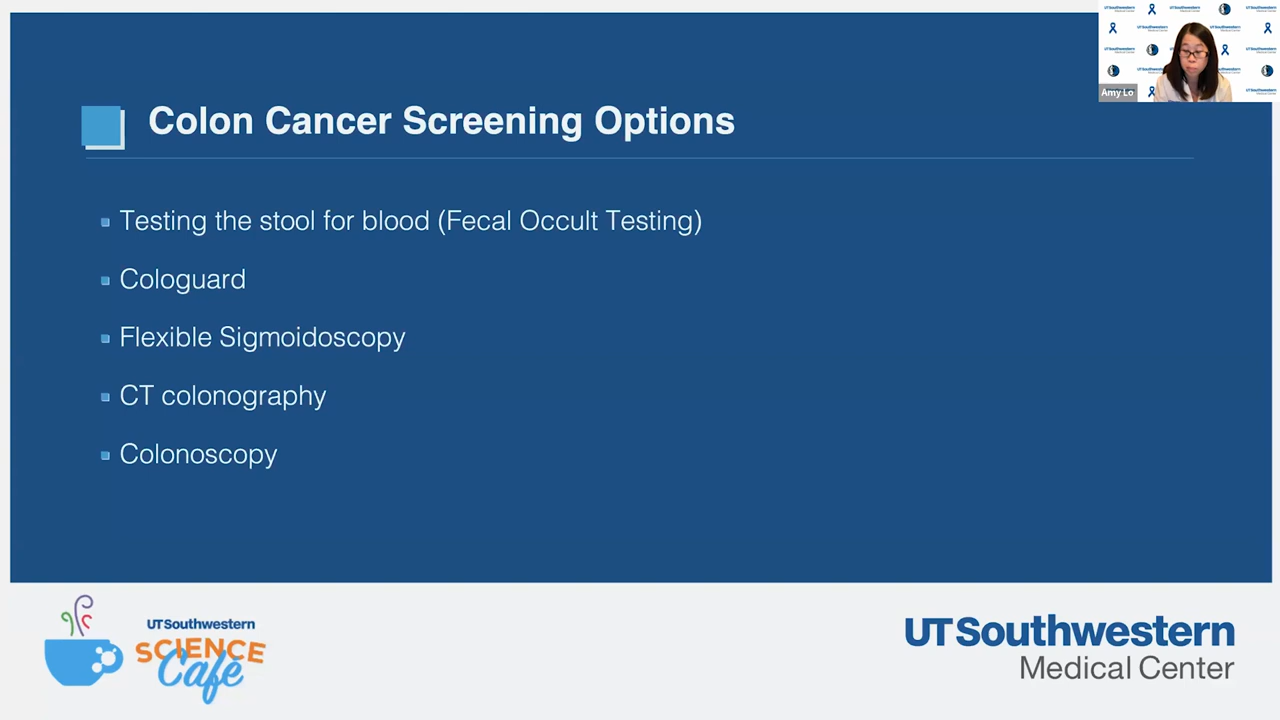 Colon Cancer Screening Options
Testing the stool for blood (Fecal Occult Testing)
Cologuard
Flexible Sigmoidoscopy
CT colonography
Colonoscopy
Amy Lo
UTSouthwestern
SCIENCE
Café
UTSouthwestern
Medical Center